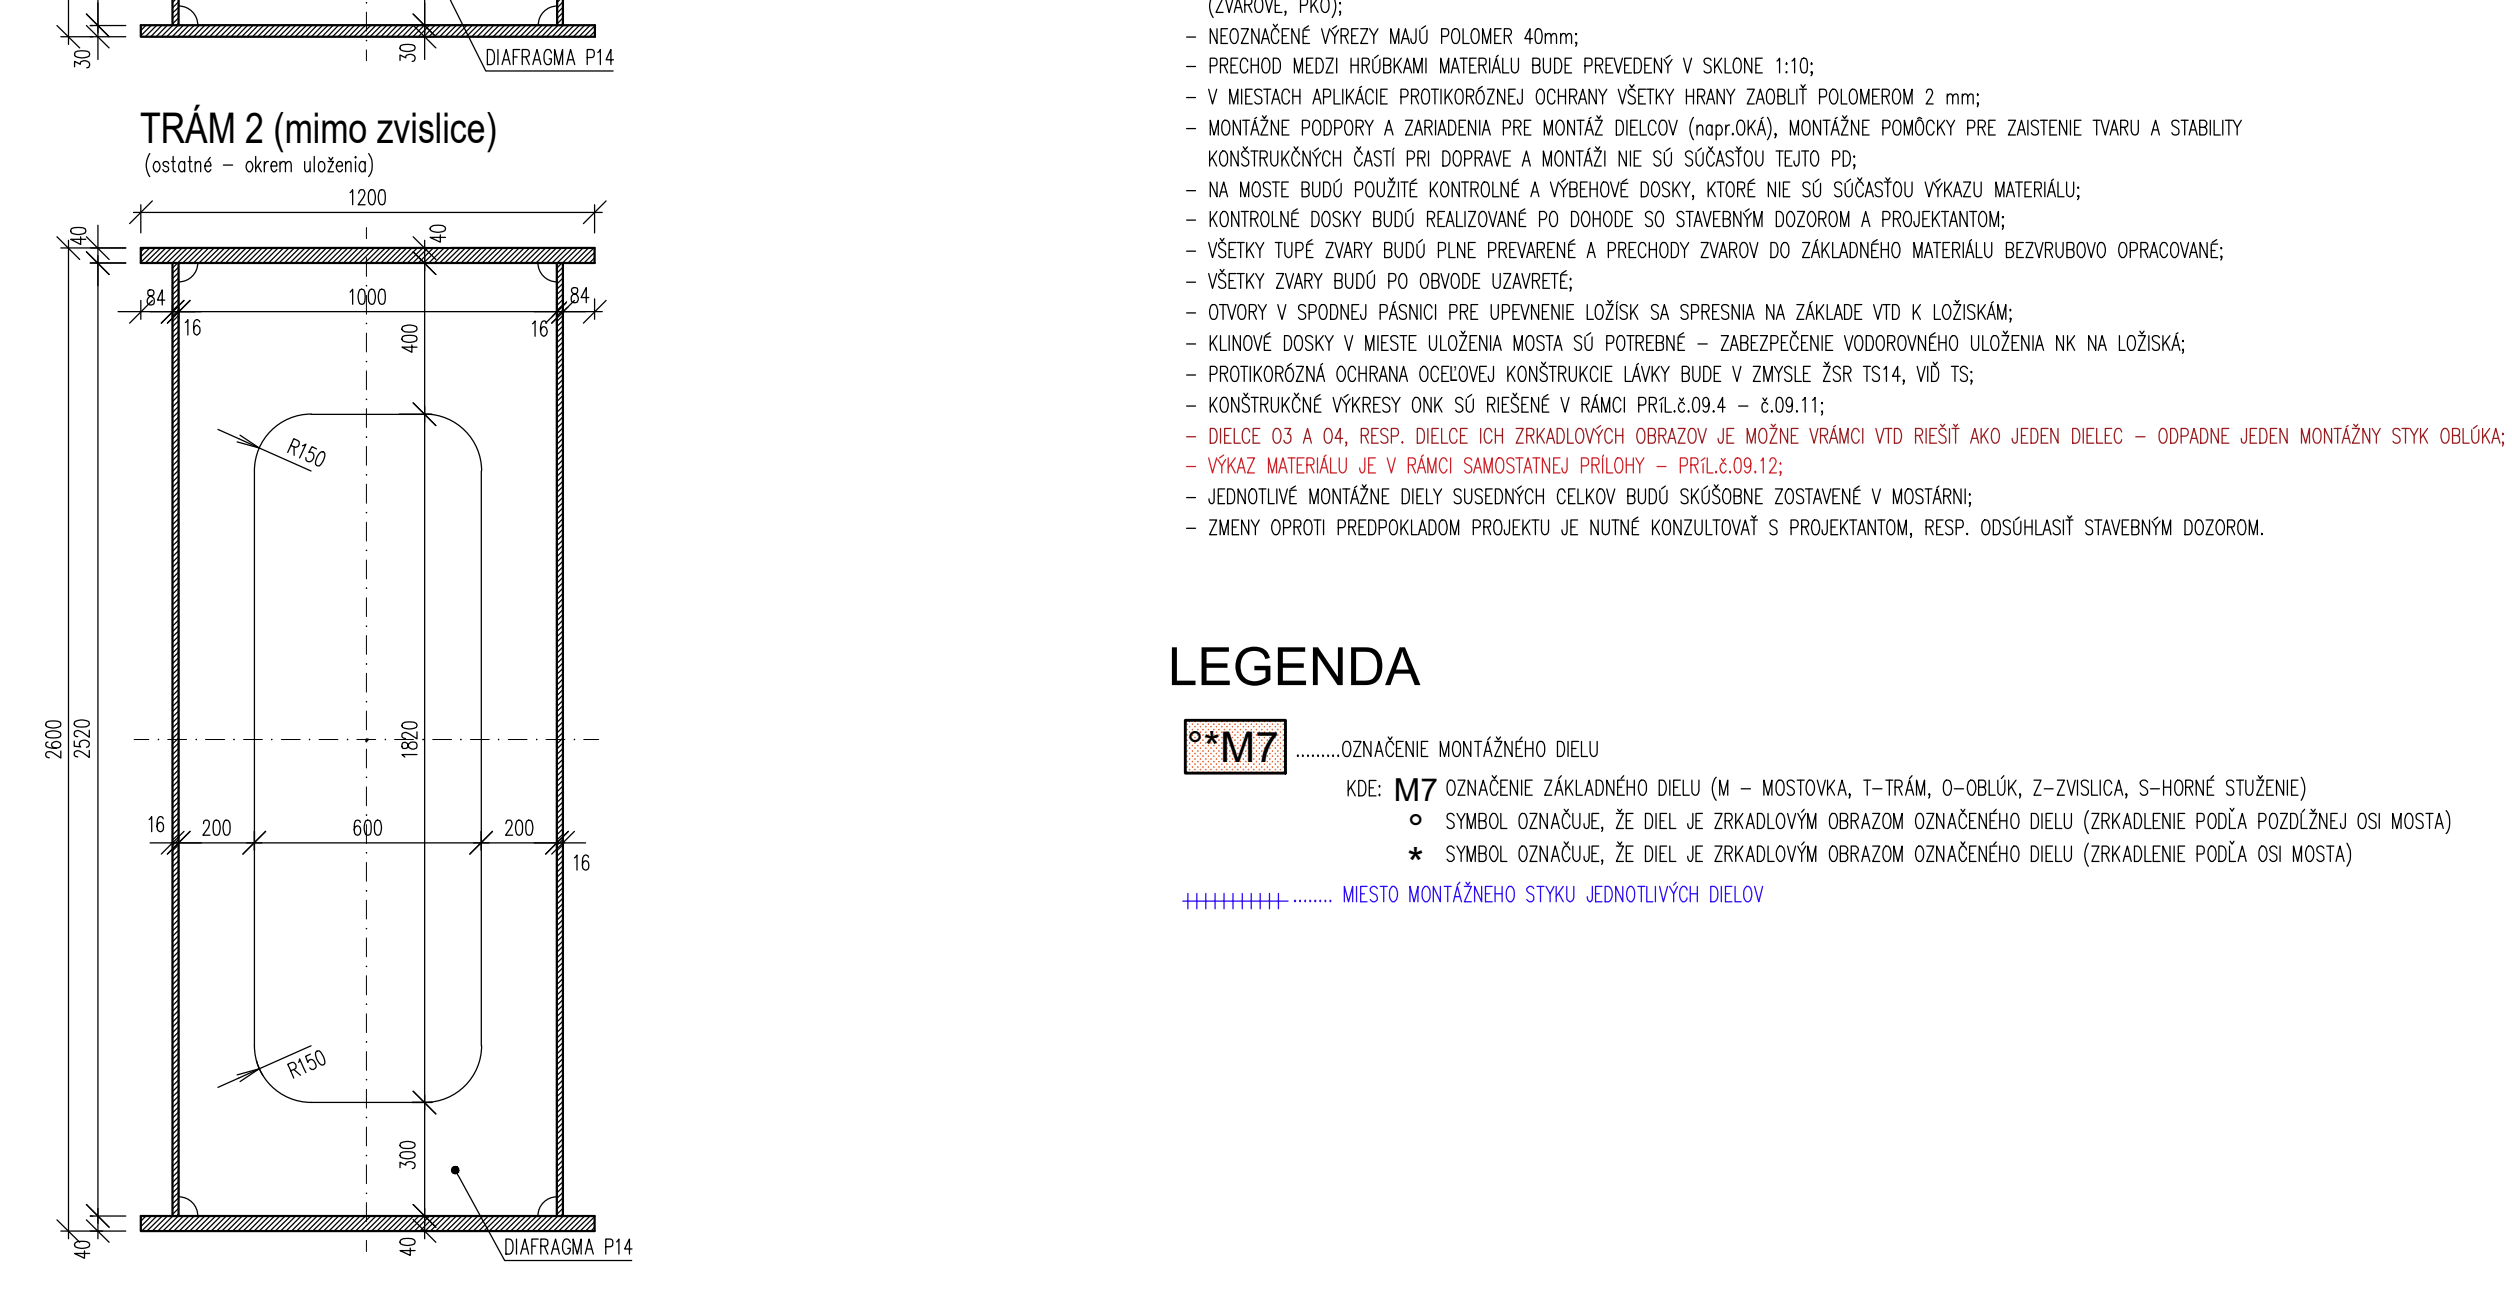 30
30
DIAFRAGMA P14
TRÁM 2 (mimo zvislice)
(ostatné – okrem uloženia)
1200
40
40
84
1000
84
16
16
400
R150
2600
2520
1820
16
200
600
200
16
R150
300
40
40
DIAFRAGMA P14
(ZVAROVÉ, PKO);
– NEOZNAČENÉ VÝREZY MAJÚ POLOMER 40mm;
– PRECHOD MEDZI HRÚBKAMI MATERIÁLU BUDE PREVEDENÝ V SKLONE 1:10;
– V MIESTACH APLIKÁCIE PROTIKORÓZNEJ OCHRANY VŠETKY HRANY ZAOBLIŤ POLOMEROM 2 mm;
– MONTÁŽNE PODPORY A ZARIADENIA PRE MONTÁŽ DIELCOV (napr.OKÁ), MONTÁŽNE POMÔCKY PRE ZAISTENIE TVARU A STABILITY
KONŠTRUKČNÝCH ČASTÍ PRI DOPRAVE A MONTÁŽI NIE SÚ SÚČASŤOU TEJTO PD;
– NA MOSTE BUDÚ POUŽITÉ KONTROLNÉ A VÝBEHOVÉ DOSKY, KTORÉ NIE SÚ SÚČASŤOU VÝKAZU MATERIÁLU;
– KONTROLNÉ DOSKY BUDÚ REALIZOVANÉ PO DOHODE SO STAVEBNÝM DOZOROM A PROJEKTANTOM;
– VŠETKY TUPÉ ZVARY BUDÚ PLNE PREVARENÉ A PRECHODY ZVAROV DO ZÁKLADNÉHO MATERIÁLU BEZVRUBOVO OPRACOVANÉ;
– VŠETKY ZVARY BUDÚ PO OBVODE UZAVRETÉ;
– OTVORY V SPODNEJ PÁSNICI PRE UPEVNENIE LOŽÍSK SA SPRESNIA NA ZÁKLADE VTD K LOŽISKÁM;
– KLINOVÉ DOSKY V MIESTE ULOŽENIA MOSTA SÚ POTREBNÉ – ZABEZPEČENIE VODOROVNÉHO ULOŽENIA NK NA LOŽISKÁ;
– PROTIKORÓZNÁ OCHRANA OCEĽOVEJ KONŠTRUKCIE LÁVKY BUDE V ZMYSLE ŽSR TS14, VIĎ TS;
– KONŠTRUKČNÉ VÝKRESY ONK SÚ RIEŠENÉ V RÁMCI PRíL.č.09.4 – č.09.11;
– DIELCE O3 A O4, RESP. DIELCE ICH ZRKADLOVÝCH OBRAZOV JE MOŽNE VRÁMCI VTD RIEŠIŤ AKO JEDEN DIELEC – ODPADNE JEDEN MONTÁŽNY STYK OBLÚKA;
– VÝKAZ MATERIÁLU JE V RÁMCI SAMOSTATNEJ PRÍLOHY – PRíL.č.09.12;
– JEDNOTLIVÉ MONTÁŽNE DIELY SUSEDNÝCH CELKOV BUDÚ SKÚŠOBNE ZOSTAVENÉ V MOSTÁRNI;
– ZMENY OPROTI PREDPOKLADOM PROJEKTU JE NUTNÉ KONZULTOVAŤ S PROJEKTANTOM, RESP. ODSÚHLASIŤ STAVEBNÝM DOZOROM.
LEGENDA
°*M7 .........OZNAČENIE MONTÁŽNÉHO DIELU
KDE: M7 OZNAČENIE ZÁKLADNÉHO DIELU (M – MOSTOVKA, T–TRÁM, O–OBLÚK, Z–ZVISLICA, S–HORNÉ STUŽENIE)
° SYMBOL OZNAČUJE, ŽE DIEL JE ZRKADLOVÝM OBRAZOM OZNAČENÉHO DIELU (ZRKADLENIE PODĽA POZDĹŽNEJ OSI MOSTA)
* SYMBOL OZNAČUJE, ŽE DIEL JE ZRKADLOVÝM OBRAZOM OZNAČENÉHO DIELU (ZRKADLENIE PODĽA OSI MOSTA)
........ MIESTO MONTÁŽNEHO STYKU JEDNOTLIVÝCH DIELOV